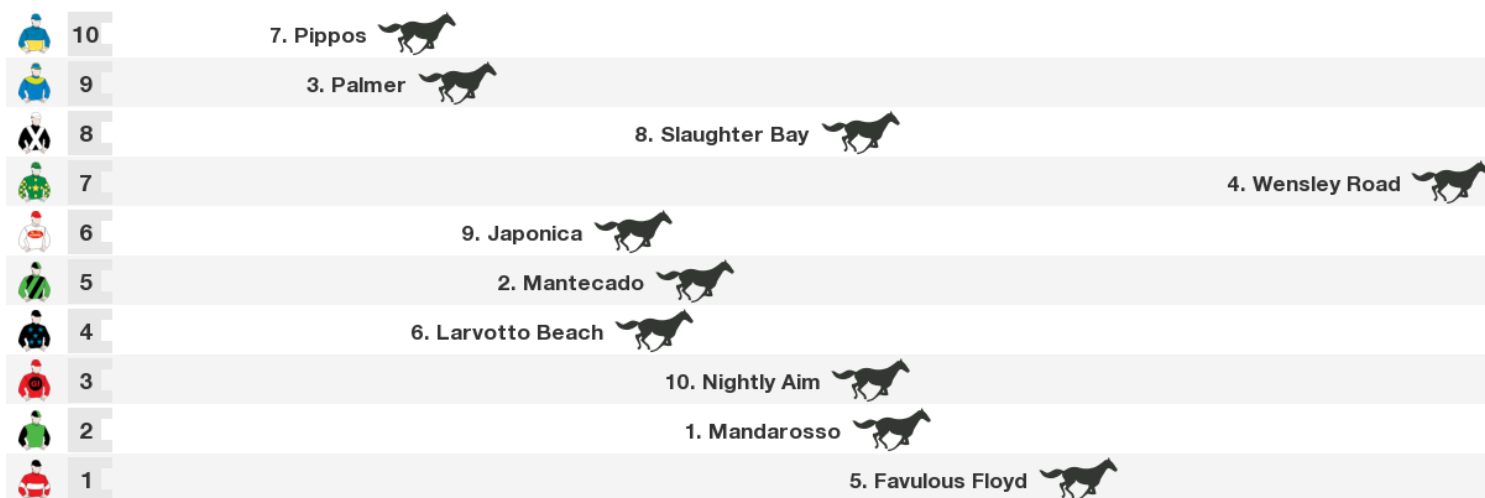 10 7. Pippos
9 3. Palmer
8 8. Slaughter Bay
7 4. Wensley Road
6 9. Japonica
5 2. Mantecado
4 6. Larvotto Beach
3 10. Nightly Aim
2 1. Mandarosso
1 5. Favulous Floyd